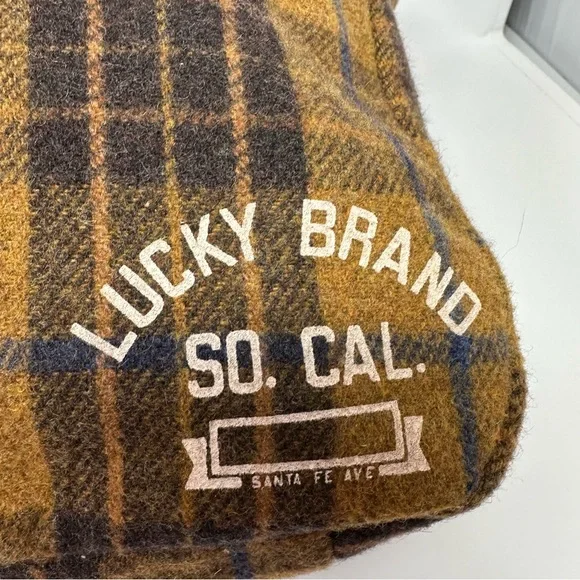 LUCKY BRAND
SO. CAL.
SANTA FE AVE